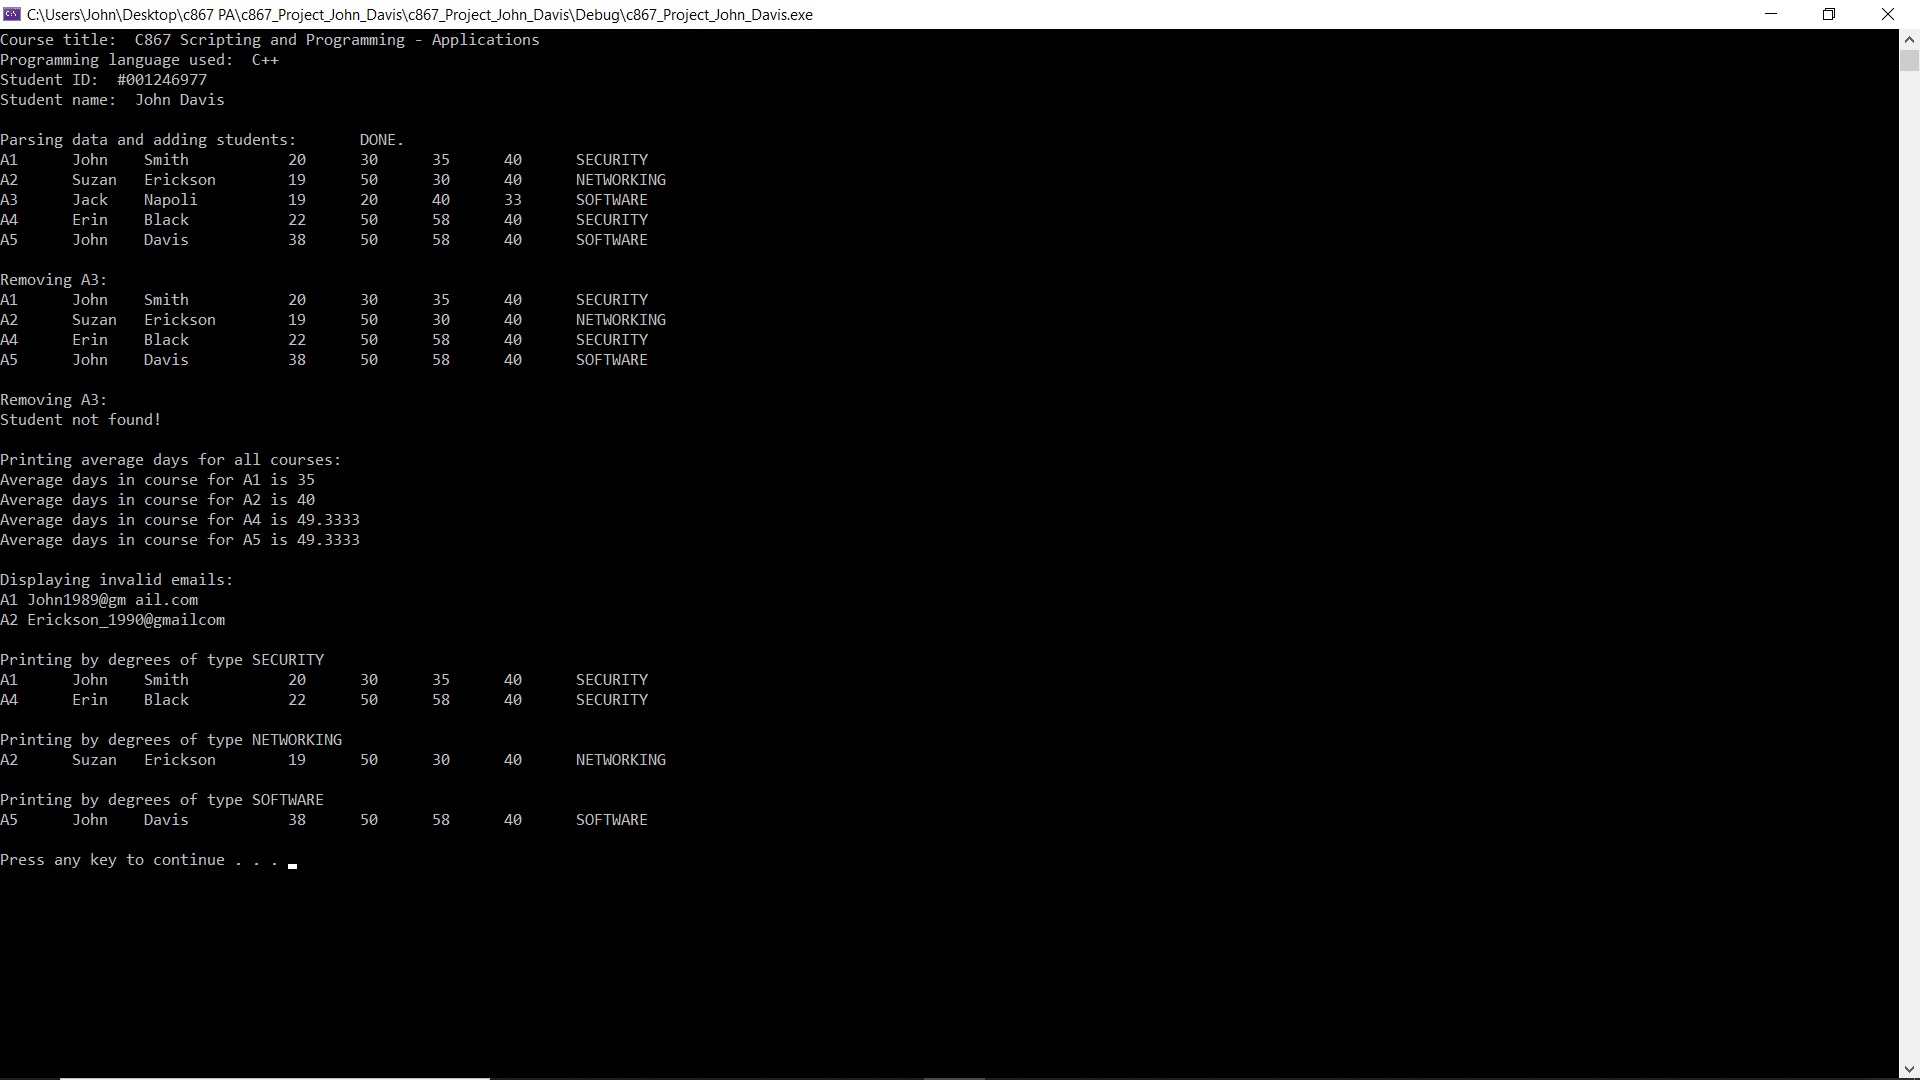 C:\Users\John\Desktop\c867 PA\c867_Project_John_Davis\c867_Project_John_Davis\Debug\c867_Project_John_Davis.exe
Course title:  C867 Scripting and Programming - Applications
Programming language used:  C++
Student ID:  #001246977
Student name:  John Davis
Parsing data and adding students:       DONE.
A1      John    Smith           20      30      35      40      SECURITY
A2      Suzan   Erickson        19      50      30      40      NETWORKING
A3      Jack    Napoli          19      20      40      33      SOFTWARE
A4      Erin    Black           22      50      58      40      SECURITY
A5      John    Davis           38      50      58      40      SOFTWARE
Removing A3:
A1      John    Smith           20      30      35      40      SECURITY
A2      Suzan   Erickson        19      50      30      40      NETWORKING
A4      Erin    Black           22      50      58      40      SECURITY
A5      John    Davis           38      50      58      40      SOFTWARE
Removing A3:
Student not found!
Printing average days for all courses:
Average days in course for A1 is 35
Average days in course for A2 is 40
Average days in course for A4 is 49.3333
Average days in course for A5 is 49.3333
Displaying invalid emails:
A1 John1989@gm ail.com
A2 Erickson_1990@gmailcom
Printing by degrees of type SECURITY
A1      John    Smith           20      30      35      40      SECURITY
A4      Erin    Black           22      50      58      40      SECURITY
Printing by degrees of type NETWORKING
A2      Suzan   Erickson        19      50      30      40      NETWORKING
Printing by degrees of type SOFTWARE
A5      John    Davis           38      50      58      40      SOFTWARE
Press any key to continue . . .